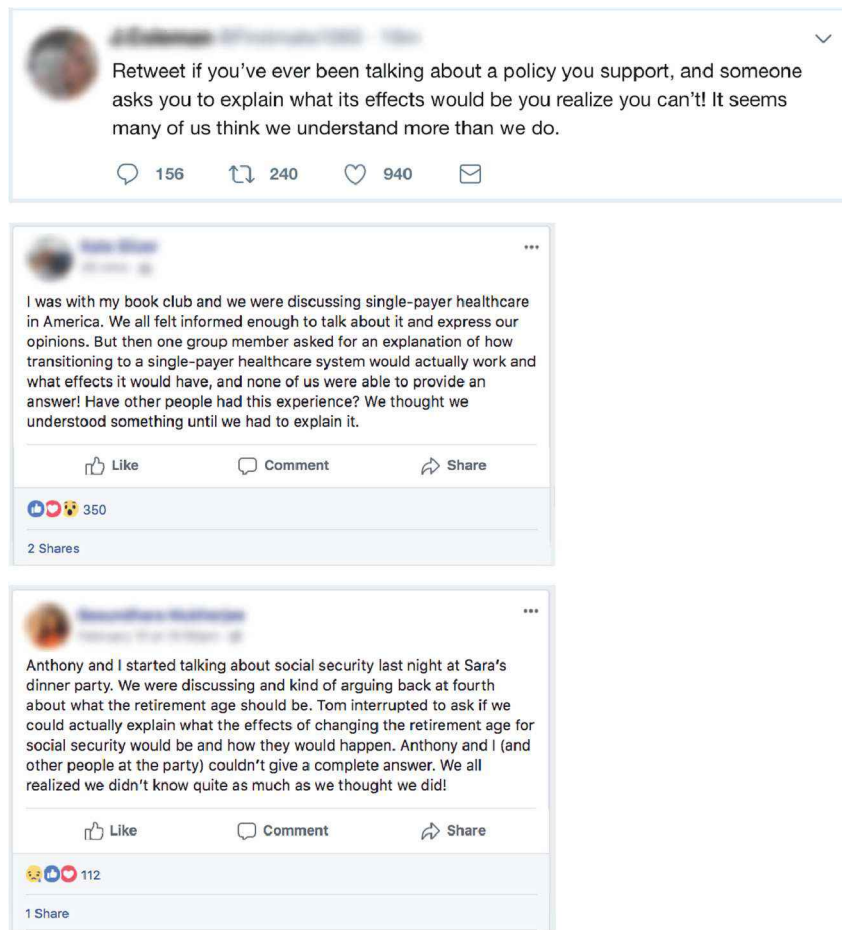 Retweet if you've ever been talking about a policy you support, and someone
asks you to explain what its effects would be you realize you can't! It seems
many of us think we understand more than we do.
156 240 940
I was with my book club and we were discussing single-payer healthcare
in America. We all felt informed enough to talk about it and express our
opinions. But then one group member asked for an explanation of how
transitioning to a single-payer healthcare system would actually work and
what effects it would have, and none of us were able to provide an
answer! Have other people had this experience? We thought we
understood something until we had to explain it.
Like Comment Share
350
2 Shares
Anthony and I started talking about social security last night at Sara's
dinner party. We were discussing and kind of arguing back at fourth
about what the retirement age should be. Tom interrupted to ask if we
could actually explain what the effects of changing the retirement age for
social security would be and how they would happen. Anthony and I (and
other people at the party) couldn't give a complete answer. We all
realized we didn't know quite as much as we thought we did!
Like Comment Share
112
1 Share